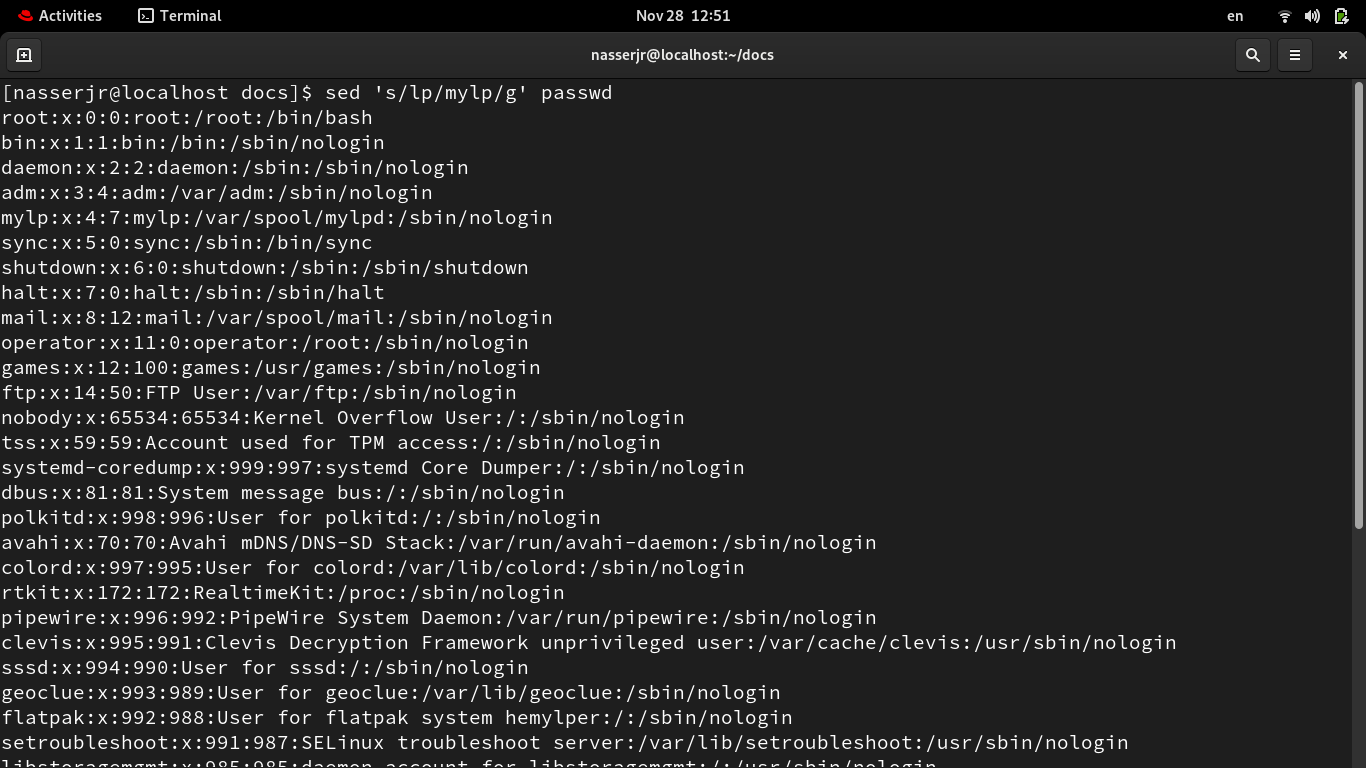 Activities Terminal Nov 28 12:51 en
nasserjr@localhost:~/docs
[nasserjr@localhost docs]$ sed 's/lp/mylp/g' passwd
root:x:0:0:root:/root:/bin/bash
bin:x:1:1:bin:/bin:/sbin/nologin
daemon:x:2:2:daemon:/sbin:/sbin/nologin
adm:x:3:4:adm:/var/adm:/sbin/nologin
mylp:x:4:7:mylp:/var/spool/mylpd:/sbin/nologin
sync:x:5:0:sync:/sbin:/bin/sync
shutdown:x:6:0:shutdown:/sbin:/sbin/shutdown
halt:x:7:0:halt:/sbin:/sbin/halt
mail:x:8:12:mail:/var/spool/mail:/sbin/nologin
operator:x:11:0:operator:/root:/sbin/nologin
games:x:12:100:games:/usr/games:/sbin/nologin
ftp:x:14:50:FTP User:/var/ftp:/sbin/nologin
nobody:x:65534:65534:Kernel Overflow User:/:/sbin/nologin
tss:x:59:59:Account used for TPM access:/:/sbin/nologin
systemd-coredump:x:999:997:systemd Core Dumper:/:/sbin/nologin
dbus:x:81:81:System message bus:/:/sbin/nologin
polkitd:x:998:996:User for polkitd:/:/sbin/nologin
avahi:x:70:70:Avahi mDNS/DNS-SD Stack:/var/run/avahi-daemon:/sbin/nologin
colord:x:997:995:User for colord:/var/lib/colord:/sbin/nologin
rtkit:x:172:172:RealtimeKit:/proc:/sbin/nologin
pipewire:x:996:992:PipeWire System Daemon:/var/run/pipewire:/sbin/nologin
clevis:x:995:991:Clevis Decryption Framework unprivileged user:/var/cache/clevis:/usr/sbin/nologin
sssd:x:994:990:User for sssd:/:/sbin/nologin
geoclue:x:993:989:User for geoclue:/var/lib/geoclue:/sbin/nologin
flatpak:x:992:988:User for flatpak system hemylper:/:/sbin/nologin
setroubleshoot:x:991:987:SELinux troubleshoot server:/var/lib/setroubleshoot:/usr/sbin/nologin
libstoragemgmt:x:985:985:daemon account for libstoragemgmt:/:/usr/sbin/nologin